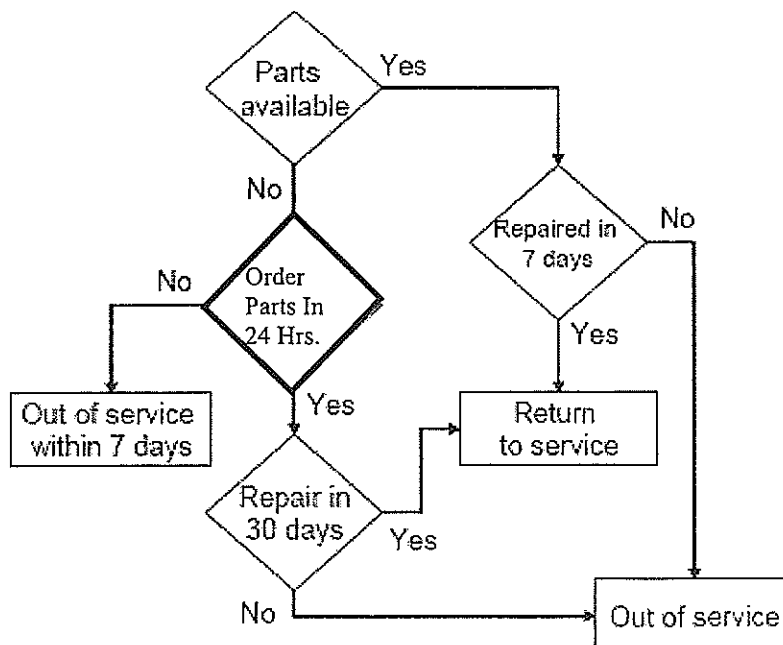 Parts
available
Yes
No
Repaired in
7 days
No
No
Order
Parts In
24 Hrs.
Yes
Yes
Out of service
within 7 days
Return
to service
Repair in
30 days
Yes
No
Out of service